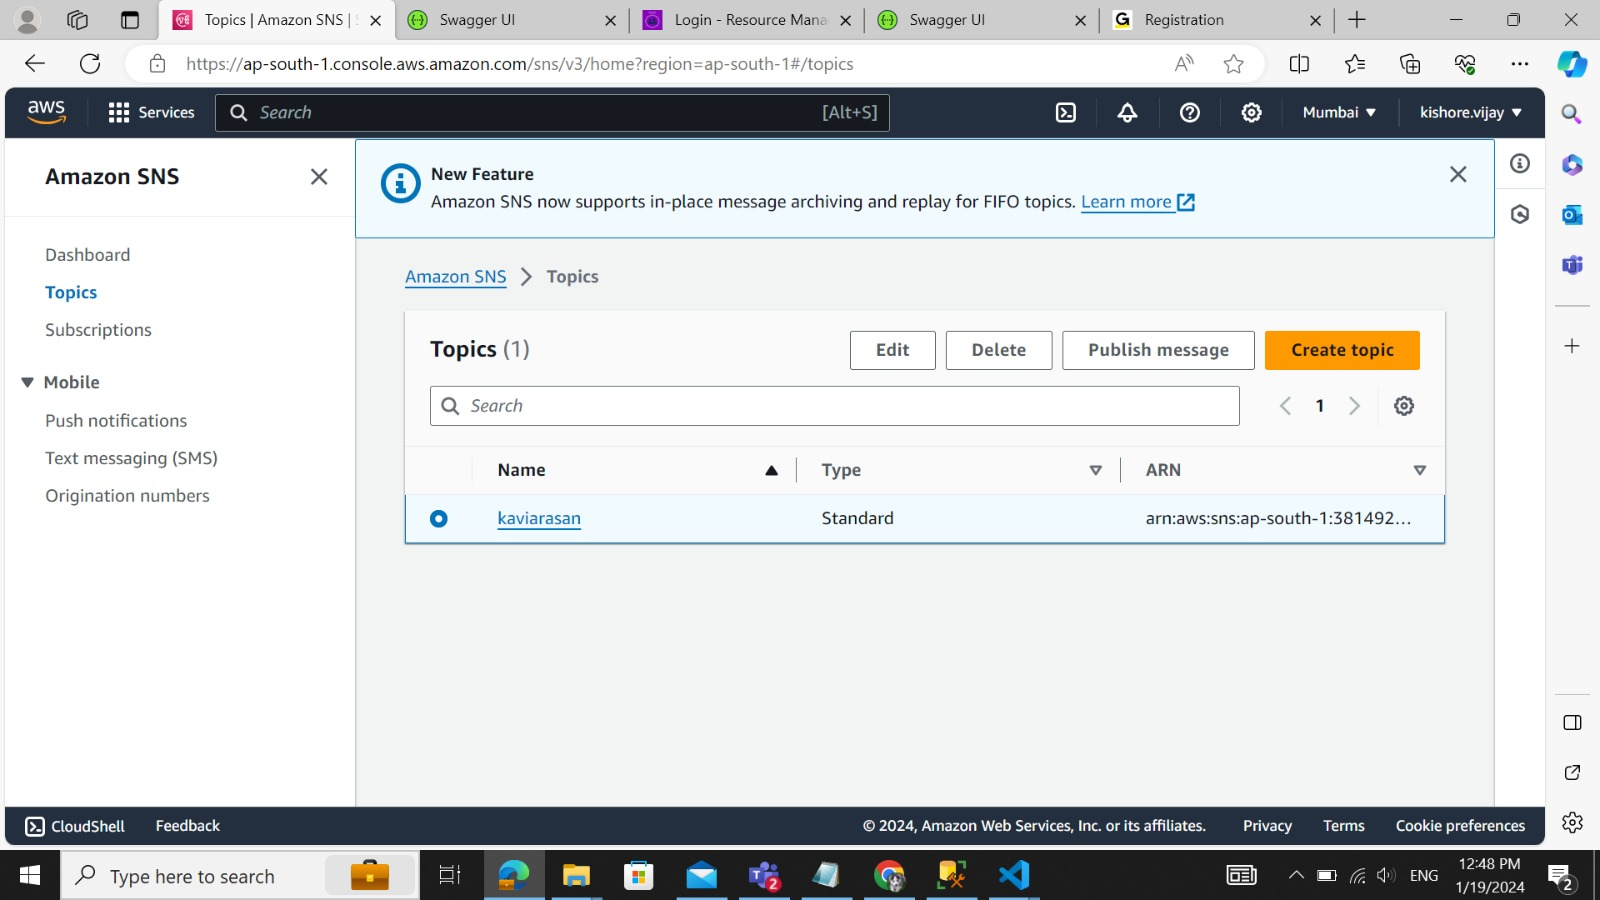 Topics | Amazon SNS | S
Swagger UI
Login - Resource Mana
Swagger UI
G
Registration
https://ap-south-1.console.aws.amazon.com/sns/v3/home?region=ap-south-1#/topics
aws
Services
Search
[Alt+S]
Mumbai ▼
kishore.vijay ▼
Amazon SNS
New Feature
Amazon SNS now supports in-place message archiving and replay for FIFO topics. Learn more
Dashboard
Topics
Subscriptions
Mobile
Push notifications
Text messaging (SMS)
Origination numbers
Amazon SNS > Topics
Topics (1)
Edit
Delete
Publish message
Create topic
Search
1
Name
Type
ARN
kaviarasan
Standard
arn:aws:sns:ap-south-1:381492...
CloudShell
Feedback
© 2024, Amazon Web Services, Inc. or its affiliates.
Privacy
Terms
Cookie preferences
Type here to search
2
ENG
12:48 PM
1/19/2024
2